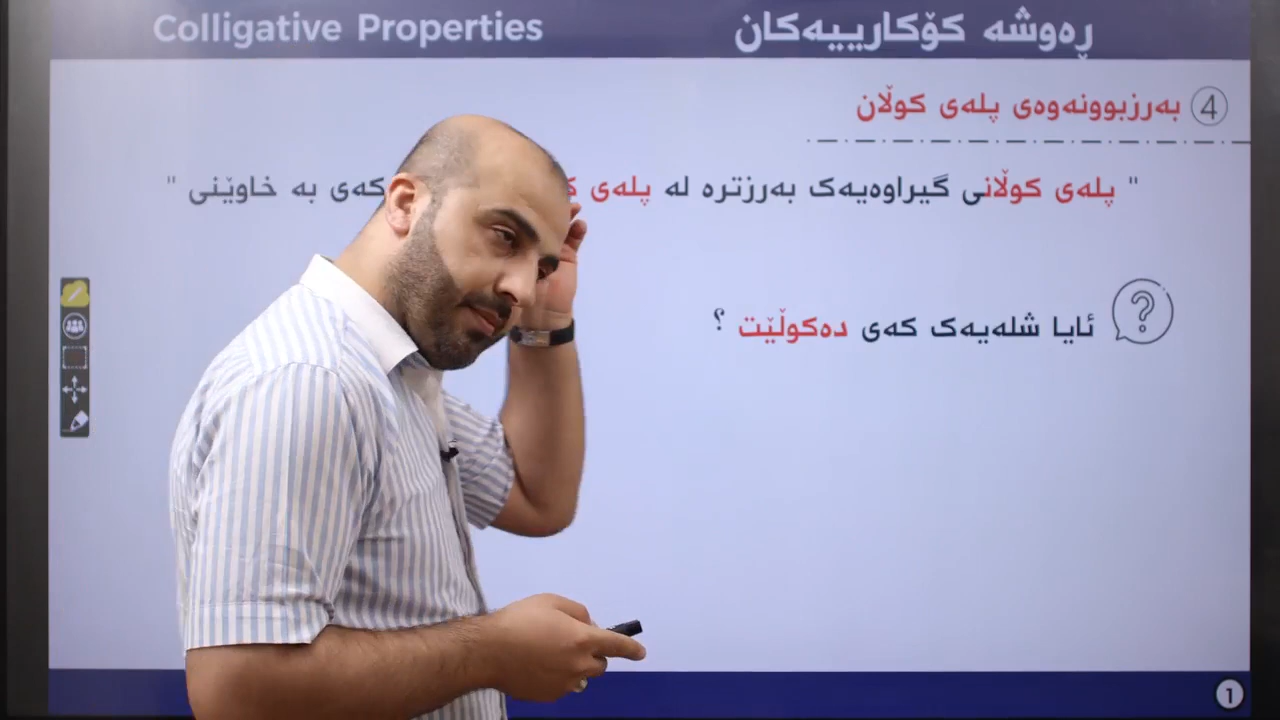 Colligative Properties
ڕەوشە کۆکارییەکان
4 بەرزبوونەوەی پلەی کوڵان
" پلەی کوڵانی گیراوەیەک بەرزترە لە پلەی کەی بە خاوێنی "
ئایا شلەیەک کەی دەکوڵێت ؟
1